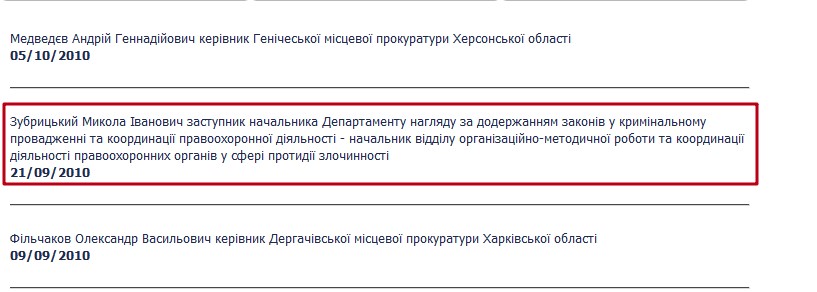 Медведєв Андрій Геннадійович керівник Генічеської місцевої прокуратури Херсонської області
05/10/2010
Зубрицький Микола Іванович заступник начальника Департаменту нагляду за додержанням законів у кримінальному
провадженні та координації правоохоронної діяльності - начальник відділу організаційно-методичної роботи та координації
діяльності правоохоронних органів у сфері протидії злочинності
21/09/2010
Фільчаков Олександр Васильович керівник Дергачівської місцевої прокуратури Харківської області
09/09/2010